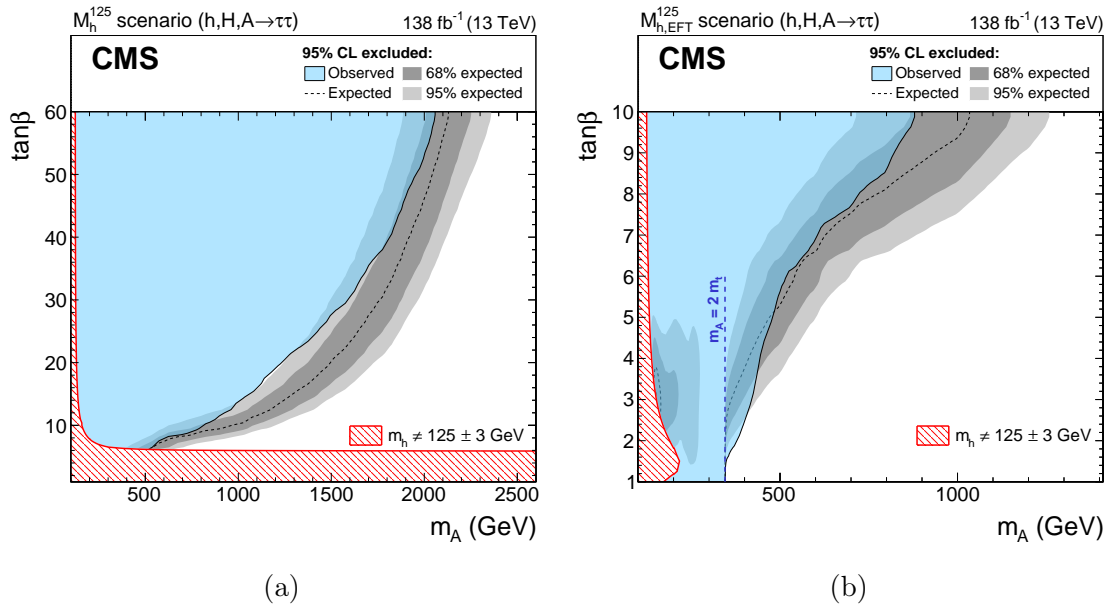 M_h^125 scenario (h,H,A→ττ) 138 fb⁻¹ (13 TeV)
CMS
95% CL excluded:
Observed 68% expected
Expected 95% expected
tanβ
60
50
40
30
20
10
m_h ≠ 125 ± 3 GeV
500 1000 1500 2000 2500
m_A (GeV)
(a)
M_h,EFT^125 scenario (h,H,A→ττ) 138 fb⁻¹ (13 TeV)
CMS
95% CL excluded:
Observed 68% expected
Expected 95% expected
tanβ
10
9
8
7
6
5
4
3
2
1
m_A = 2 m_t
m_h ≠ 125 ± 3 GeV
500 1000
m_A (GeV)
(b)